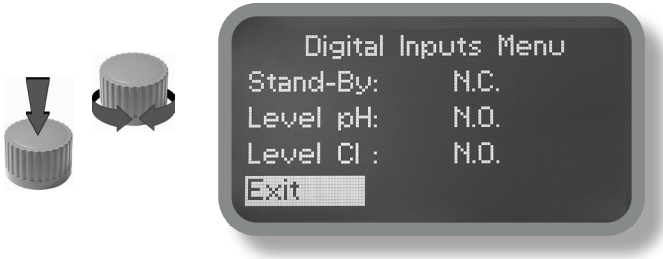 Digital Inputs Menu
Stand-By: N.C.
Level pH: N.O.
Level Cl : N.O.
Exit